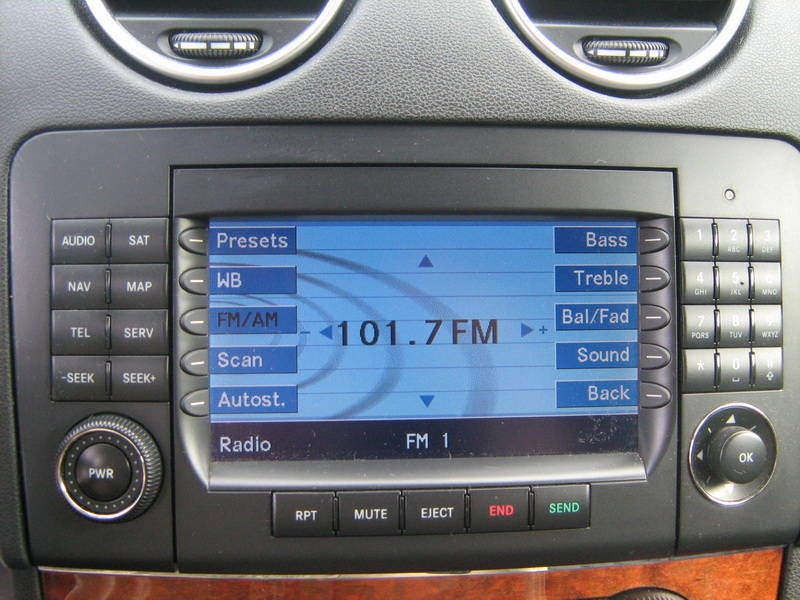 AUDIO SAT
NAV MAP
TEL SERV
-SEEK SEEK+
PWR
Presets
WB
FM/AM
Scan
Autost.
- 101.7 FM +
Bass
Treble
Bal/Fad
Sound
Back
Radio FM 1
RPT MUTE EJECT END SEND
1 2 ABC 3 DEF
4 GHI 5 JKL 6 MNO
7 PQRS 8 TUV 9 WXYZ
* 0
OK